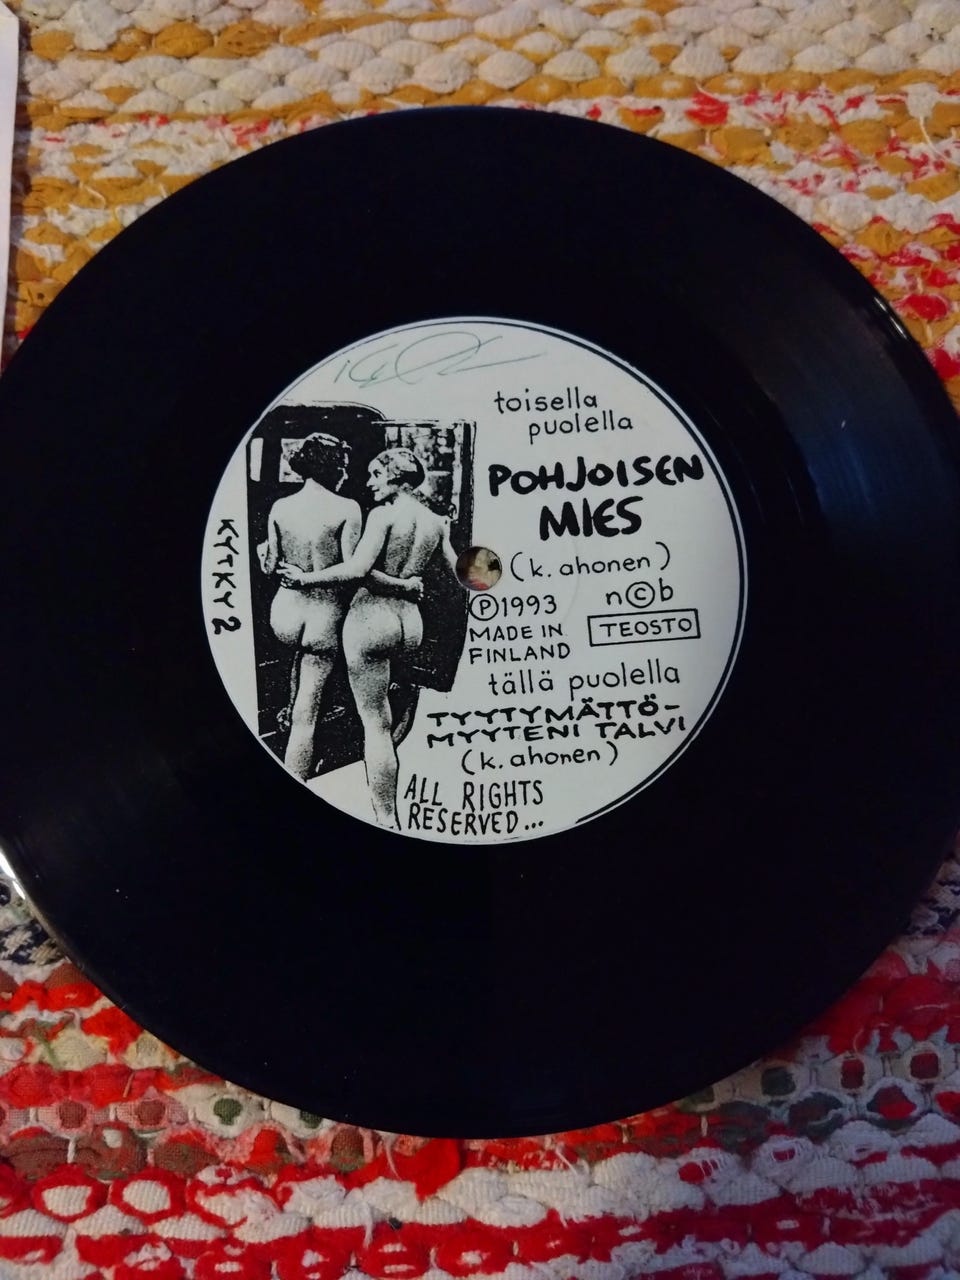 toisella
puolella
POHJOISEN
MIES
(k. ahonen)
Ⓟ1993
n©b
MADE IN
FINLAND
TEOSTO
tällä puolella
TYYTYMÄTTÖ-
MYYTENI TALVI
(k. ahonen)
ALL RIGHTS
RESERVED...
KYTKY 2